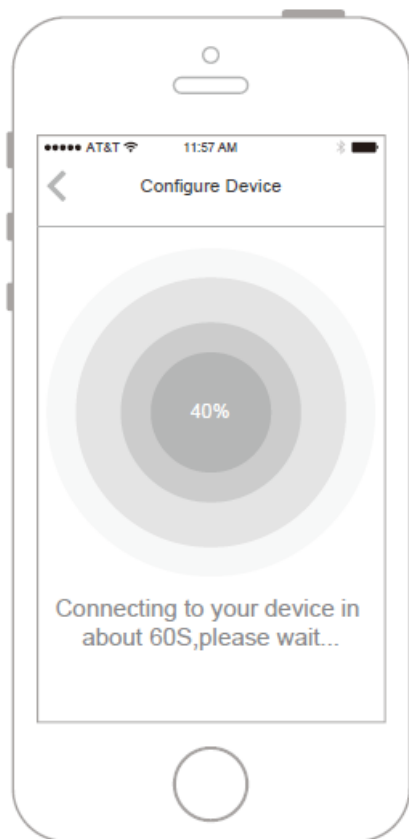 AT&T 11:57 AM
Configure Device
40%
Connecting to your device in
about 60S,please wait...